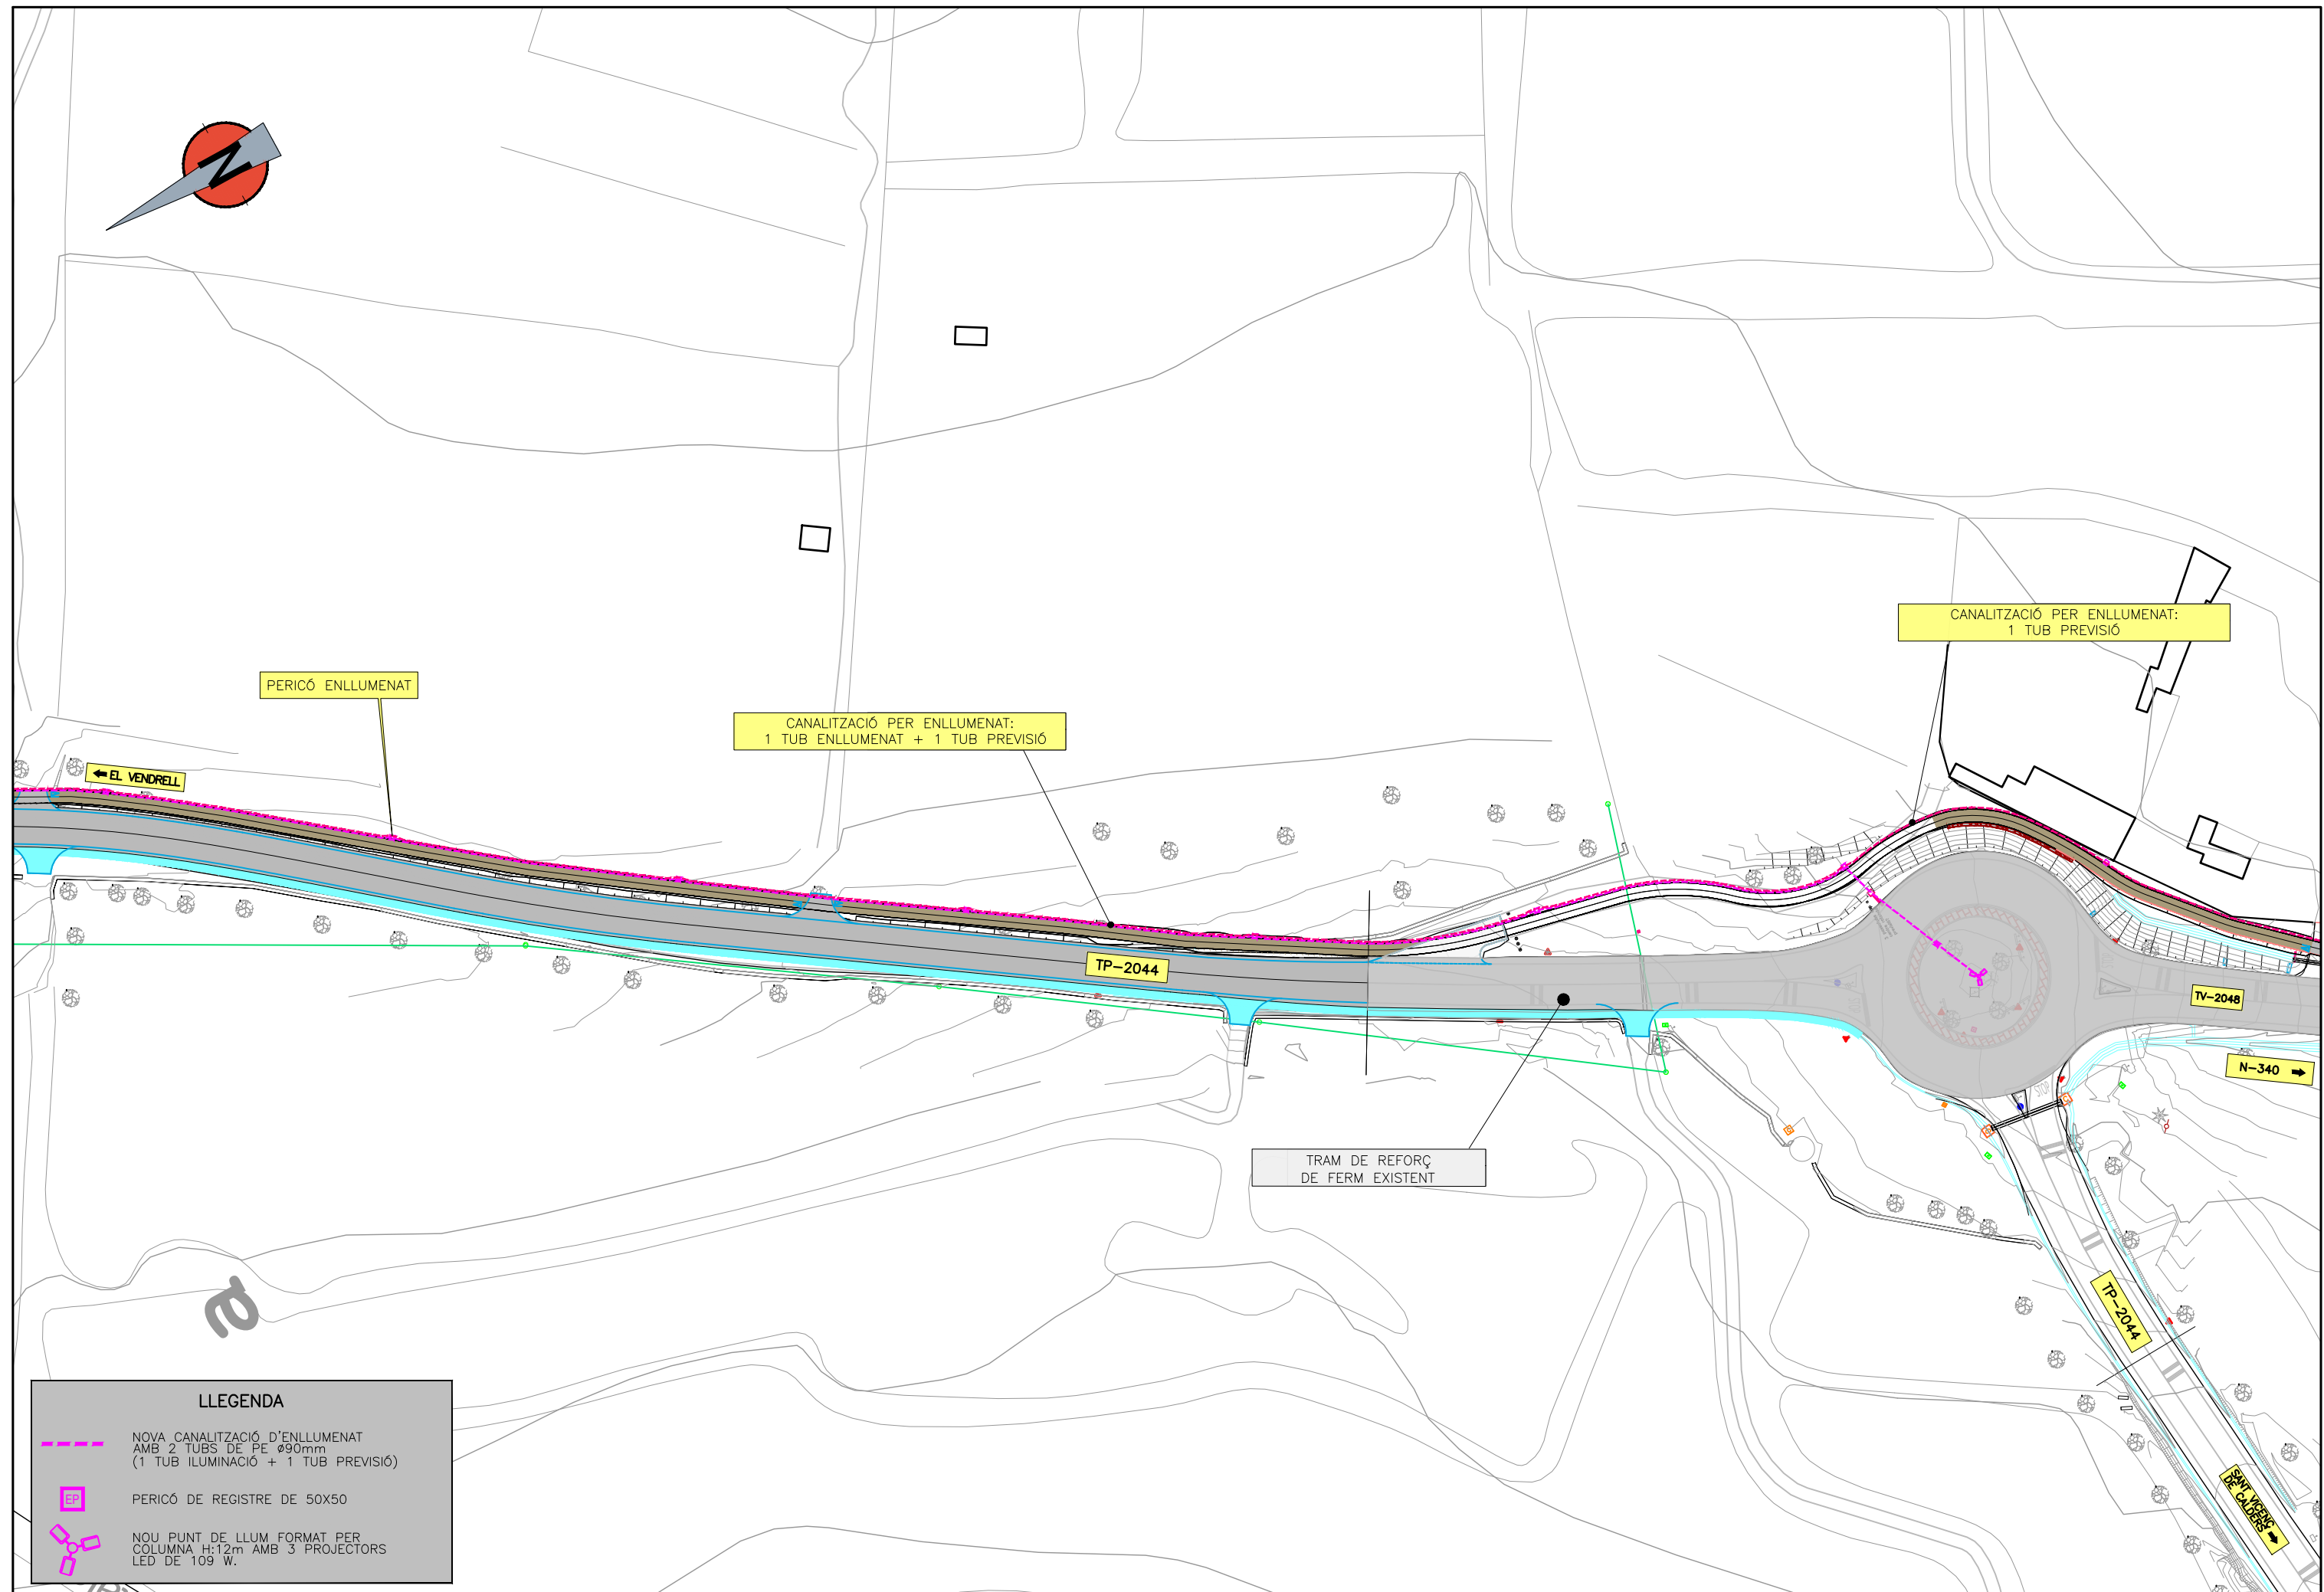 N
CANALITZACIÓ PER ENLLUMENAT:
1 TUB PREVISIÓ
PERICÓ ENLLUMENAT
CANALITZACIÓ PER ENLLUMENAT:
1 TUB ENLLUMENAT + 1 TUB PREVISIÓ
EL VENDRELL
TP-2044
TV-2048
N-340
TRAM DE REFORÇ
DE FERM EXISTENT
TP-2044
SANT VICENÇ
DE CALDERS
a
LLEGENDA
NOVA CANALITZACIÓ D'ENLLUMENAT
AMB 2 TUBS DE PE ø90mm
(1 TUB ILUMINACIÓ + 1 TUB PREVISIÓ)
EP
PERICÓ DE REGISTRE DE 50X50
NOU PUNT DE LLUM FORMAT PER
COLUMNA H:12m AMB 3 PROJECTORS
LED DE 109 W.